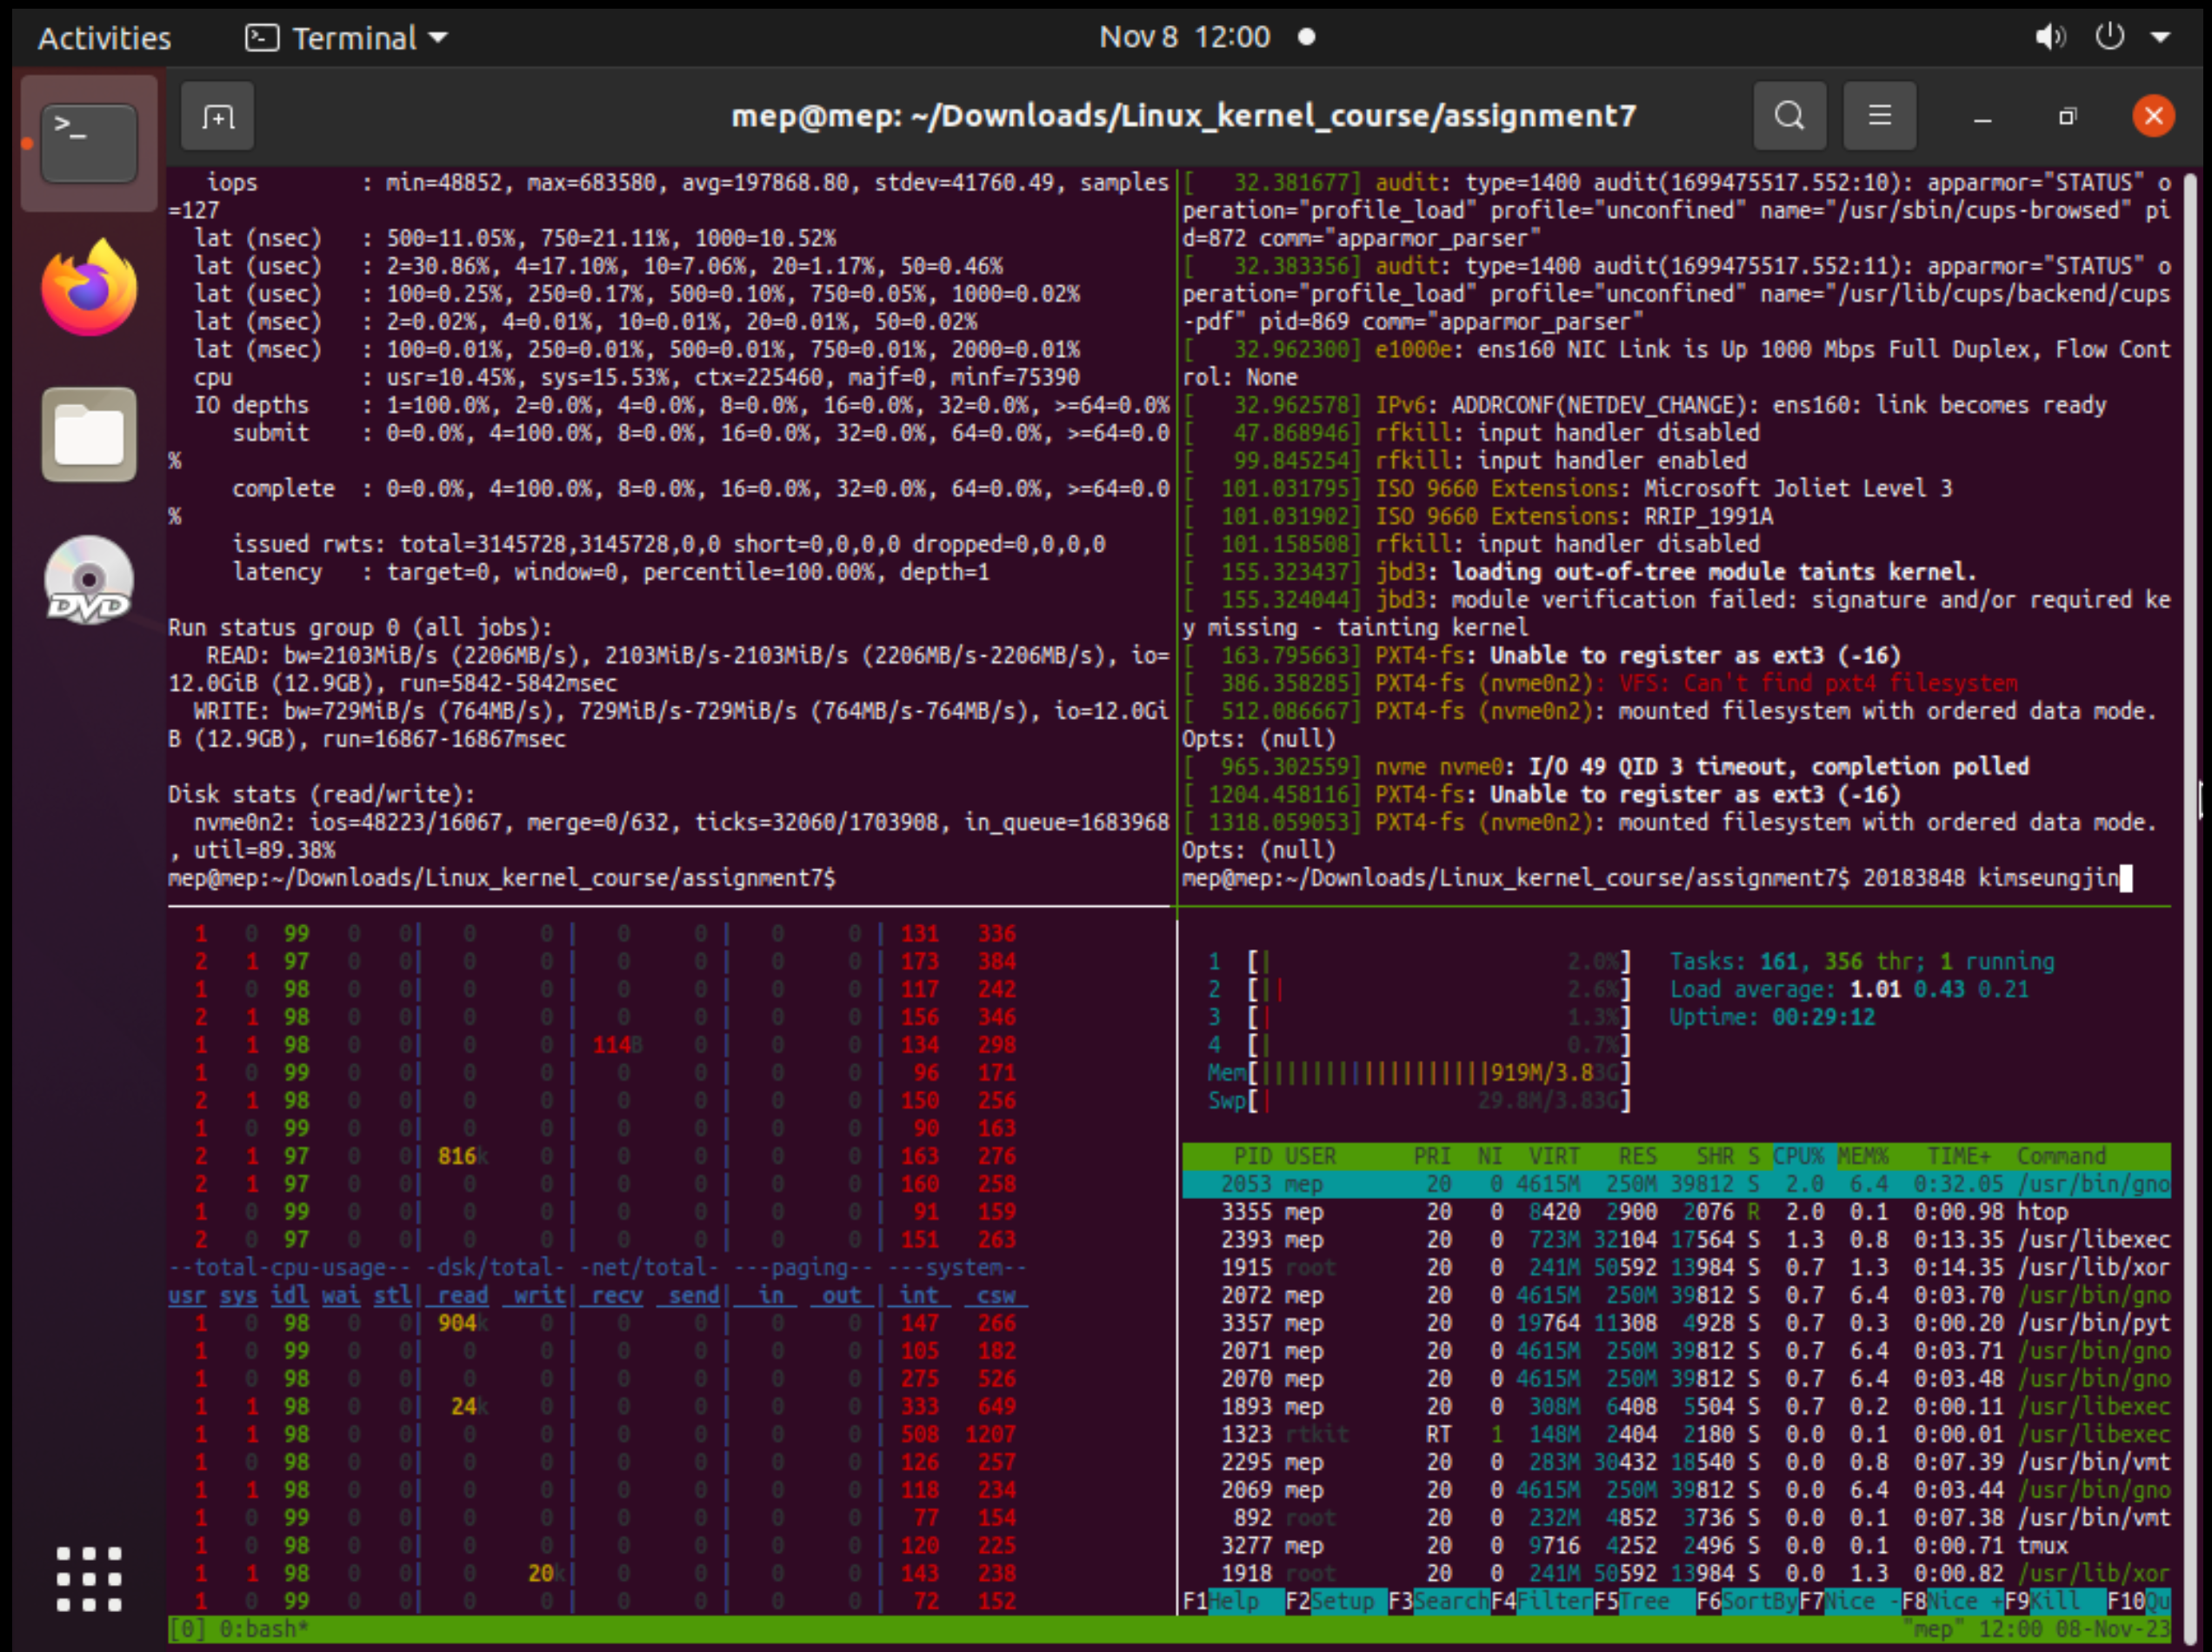 Activities
Terminal
Nov 8 12:00
mep@mep: ~/Downloads/Linux_kernel_course/assignment7
iops : min=48852, max=683580, avg=197868.80, stdev=41760.49, samples
=127
lat (nsec) : 500=11.05%, 750=21.11%, 1000=10.52%
lat (usec) : 2=30.86%, 4=17.10%, 10=7.06%, 20=1.17%, 50=0.46%
lat (usec) : 100=0.25%, 250=0.17%, 500=0.10%, 750=0.05%, 1000=0.02%
lat (msec) : 2=0.02%, 4=0.01%, 10=0.01%, 20=0.01%, 50=0.02%
lat (msec) : 100=0.01%, 250=0.01%, 500=0.01%, 750=0.01%, 2000=0.01%
cpu : usr=10.45%, sys=15.53%, ctx=225460, majf=0, minf=75390
IO depths : 1=100.0%, 2=0.0%, 4=0.0%, 8=0.0%, 16=0.0%, 32=0.0%, >=64=0.0%
submit : 0=0.0%, 4=100.0%, 8=0.0%, 16=0.0%, 32=0.0%, 64=0.0%, >=64=0.0
%
complete : 0=0.0%, 4=100.0%, 8=0.0%, 16=0.0%, 32=0.0%, 64=0.0%, >=64=0.0
%
issued rwts: total=3145728,3145728,0,0 short=0,0,0,0 dropped=0,0,0,0
latency : target=0, window=0, percentile=100.00%, depth=1
Run status group 0 (all jobs):
READ: bw=2103MiB/s (2206MB/s), 2103MiB/s-2103MiB/s (2206MB/s-2206MB/s), io=
12.0GiB (12.9GB), run=5842-5842msec
WRITE: bw=729MiB/s (764MB/s), 729MiB/s-729MiB/s (764MB/s-764MB/s), io=12.0Gi
B (12.9GB), run=16867-16867msec
Disk stats (read/write):
nvme0n2: ios=48223/16067, merge=0/632, ticks=32060/1703908, in_queue=1683968
, util=89.38%
mep@mep:~/Downloads/Linux_kernel_course/assignment7$
[ 32.381677] audit: type=1400 audit(1699475517.552:10): apparmor="STATUS" o
peration="profile_load" profile="unconfined" name="/usr/sbin/cups-browsed" pi
d=872 comm="apparmor_parser"
[ 32.383356] audit: type=1400 audit(1699475517.552:11): apparmor="STATUS" o
peration="profile_load" profile="unconfined" name="/usr/lib/cups/backend/cups
-pdf" pid=869 comm="apparmor_parser"
[ 32.962300] e1000e: ens160 NIC Link is Up 1000 Mbps Full Duplex, Flow Cont
rol: None
[ 32.962578] IPv6: ADDRCONF(NETDEV_CHANGE): ens160: link becomes ready
[ 47.868946] rfkill: input handler disabled
[ 99.845254] rfkill: input handler enabled
[ 101.031795] ISO 9660 Extensions: Microsoft Joliet Level 3
[ 101.031902] ISO 9660 Extensions: RRIP_1991A
[ 101.158508] rfkill: input handler disabled
[ 155.323437] jbd3: loading out-of-tree module taints kernel.
[ 155.324044] jbd3: module verification failed: signature and/or required ke
y missing - tainting kernel
[ 163.795663] PXT4-fs: Unable to register as ext3 (-16)
[ 386.358285] PXT4-fs (nvme0n2): VFS: Can't find pxt4 filesystem
[ 512.086667] PXT4-fs (nvme0n2): mounted filesystem with ordered data mode.
Opts: (null)
[ 965.302559] nvme nvme0: I/O 49 QID 3 timeout, completion polled
[ 1204.458116] PXT4-fs: Unable to register as ext3 (-16)
[ 1318.059053] PXT4-fs (nvme0n2): mounted filesystem with ordered data mode.
Opts: (null)
mep@mep:~/Downloads/Linux_kernel_course/assignment7$ 20183848 kimseungjin
1 0 99 0 0| 0 0 | 0 0 | 0 0 | 131 336
2 1 97 0 0| 0 0 | 0 0 | 0 0 | 173 384
1 0 98 0 0| 0 0 | 0 0 | 0 0 | 117 242
2 1 98 0 0| 0 0 | 0 0 | 0 0 | 156 346
1 1 98 0 0| 0 0 | 114B 0 | 0 0 | 134 298
1 0 99 0 0| 0 0 | 0 0 | 0 0 | 96 171
2 1 98 0 0| 0 0 | 0 0 | 0 0 | 150 256
1 0 99 0 0| 0 0 | 0 0 | 0 0 | 90 163
2 1 97 0 0| 816k 0 | 0 0 | 0 0 | 163 276
2 1 97 0 0| 0 0 | 0 0 | 0 0 | 160 258
1 0 99 0 0| 0 0 | 0 0 | 0 0 | 91 159
2 0 97 0 0| 0 0 | 0 0 | 0 0 | 151 263
--total-cpu-usage-- -dsk/total- -net/total- ---paging-- ---system--
usr sys idl wai stl| read writ| recv send| in out | int csw
1 0 98 0 0| 904k 0 | 0 0 | 0 0 | 147 266
1 0 99 0 0| 0 0 | 0 0 | 0 0 | 105 182
1 0 98 0 0| 0 0 | 0 0 | 0 0 | 275 526
1 1 98 0 0| 24k 0 | 0 0 | 0 0 | 333 649
1 1 98 0 0| 0 0 | 0 0 | 0 0 | 508 1207
1 0 98 0 0| 0 0 | 0 0 | 0 0 | 126 257
1 1 98 0 0| 0 0 | 0 0 | 0 0 | 118 234
1 0 99 0 0| 0 0 | 0 0 | 0 0 | 77 154
1 0 98 0 0| 0 0 | 0 0 | 0 0 | 120 225
1 1 98 0 0| 0 20k| 0 0 | 0 0 | 143 238
1 0 99 0 0| 0 0 | 0 0 | 0 0 | 72 152
1 [| 2.0%] Tasks: 161, 356 thr; 1 running
2 [|| 2.6%] Load average: 1.01 0.43 0.21
3 [| 1.3%] Uptime: 00:29:12
4 [| 0.7%]
Mem[||||||||||||||||||919M/3.83G]
Swp[| 29.8M/3.83G]
PID USER PRI NI VIRT RES SHR S CPU% MEM% TIME+ Command
2053 mep 20 0 4615M 250M 39812 S 2.0 6.4 0:32.05 /usr/bin/gno
3355 mep 20 0 8420 2900 2076 R 2.0 0.1 0:00.98 htop
2393 mep 20 0 723M 32104 17564 S 1.3 0.8 0:13.35 /usr/libexec
1915 root 20 0 241M 50592 13984 S 0.7 1.3 0:14.35 /usr/lib/xor
2072 mep 20 0 4615M 250M 39812 S 0.7 6.4 0:03.70 /usr/bin/gno
3357 mep 20 0 19764 11308 4928 S 0.7 0.3 0:00.20 /usr/bin/pyt
2071 mep 20 0 4615M 250M 39812 S 0.7 6.4 0:03.71 /usr/bin/gno
2070 mep 20 0 4615M 250M 39812 S 0.7 6.4 0:03.48 /usr/bin/gno
1893 mep 20 0 308M 6408 5504 S 0.7 0.2 0:00.11 /usr/libexec
1323 rtkit RT 1 148M 2404 2180 S 0.0 0.1 0:00.01 /usr/libexec
2295 mep 20 0 283M 30432 18540 S 0.0 0.8 0:07.39 /usr/bin/vmt
2069 mep 20 0 4615M 250M 39812 S 0.0 6.4 0:03.44 /usr/bin/gno
892 root 20 0 232M 4852 3736 S 0.0 0.1 0:07.38 /usr/bin/vmt
3277 mep 20 0 9716 4252 2496 S 0.0 0.1 0:00.71 tmux
1918 root 20 0 241M 50592 13984 S 0.0 1.3 0:00.82 /usr/lib/xor
F1Help F2Setup F3SearchF4FilterF5Tree F6SortByF7Nice -F8Nice +F9Kill F10Qu
[0] 0:bash*
"mep" 12:00 08-Nov-23
DVD